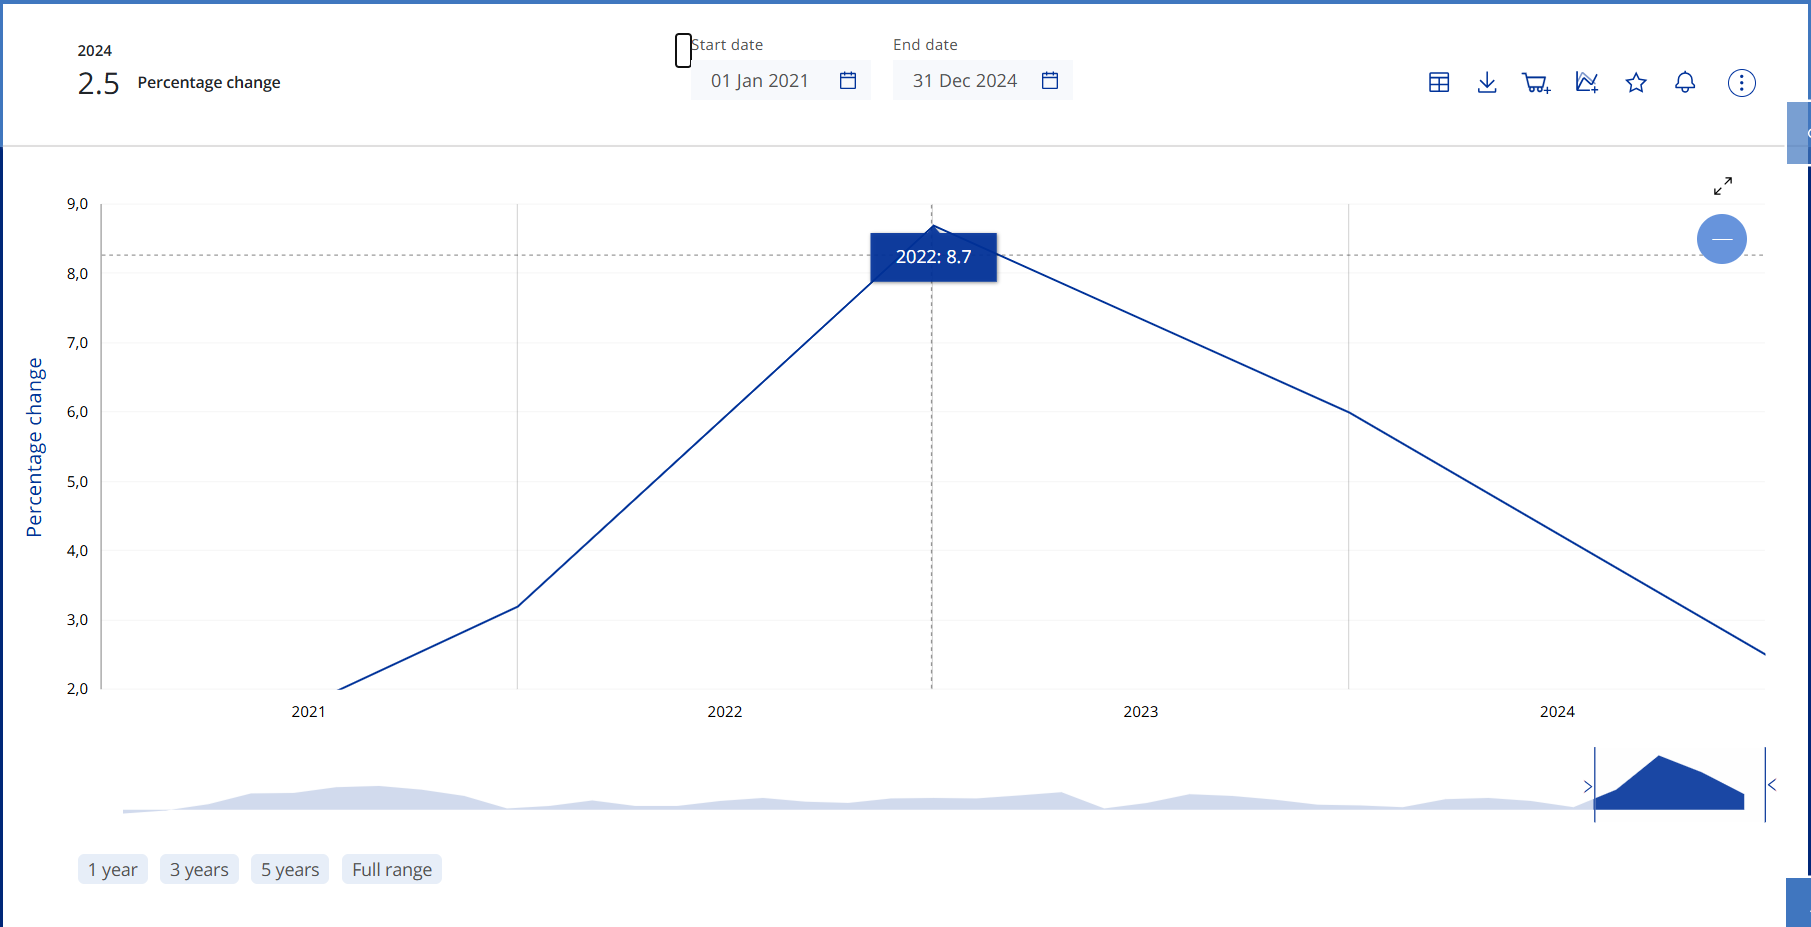 2024
2.5 Percentage change
Start date
01 Jan 2021
End date
31 Dec 2024
Percentage change
9,0
8,0
7,0
6,0
5,0
4,0
3,0
2,0
2022: 8.7
2021 2022 2023 2024
1 year 3 years 5 years Full range